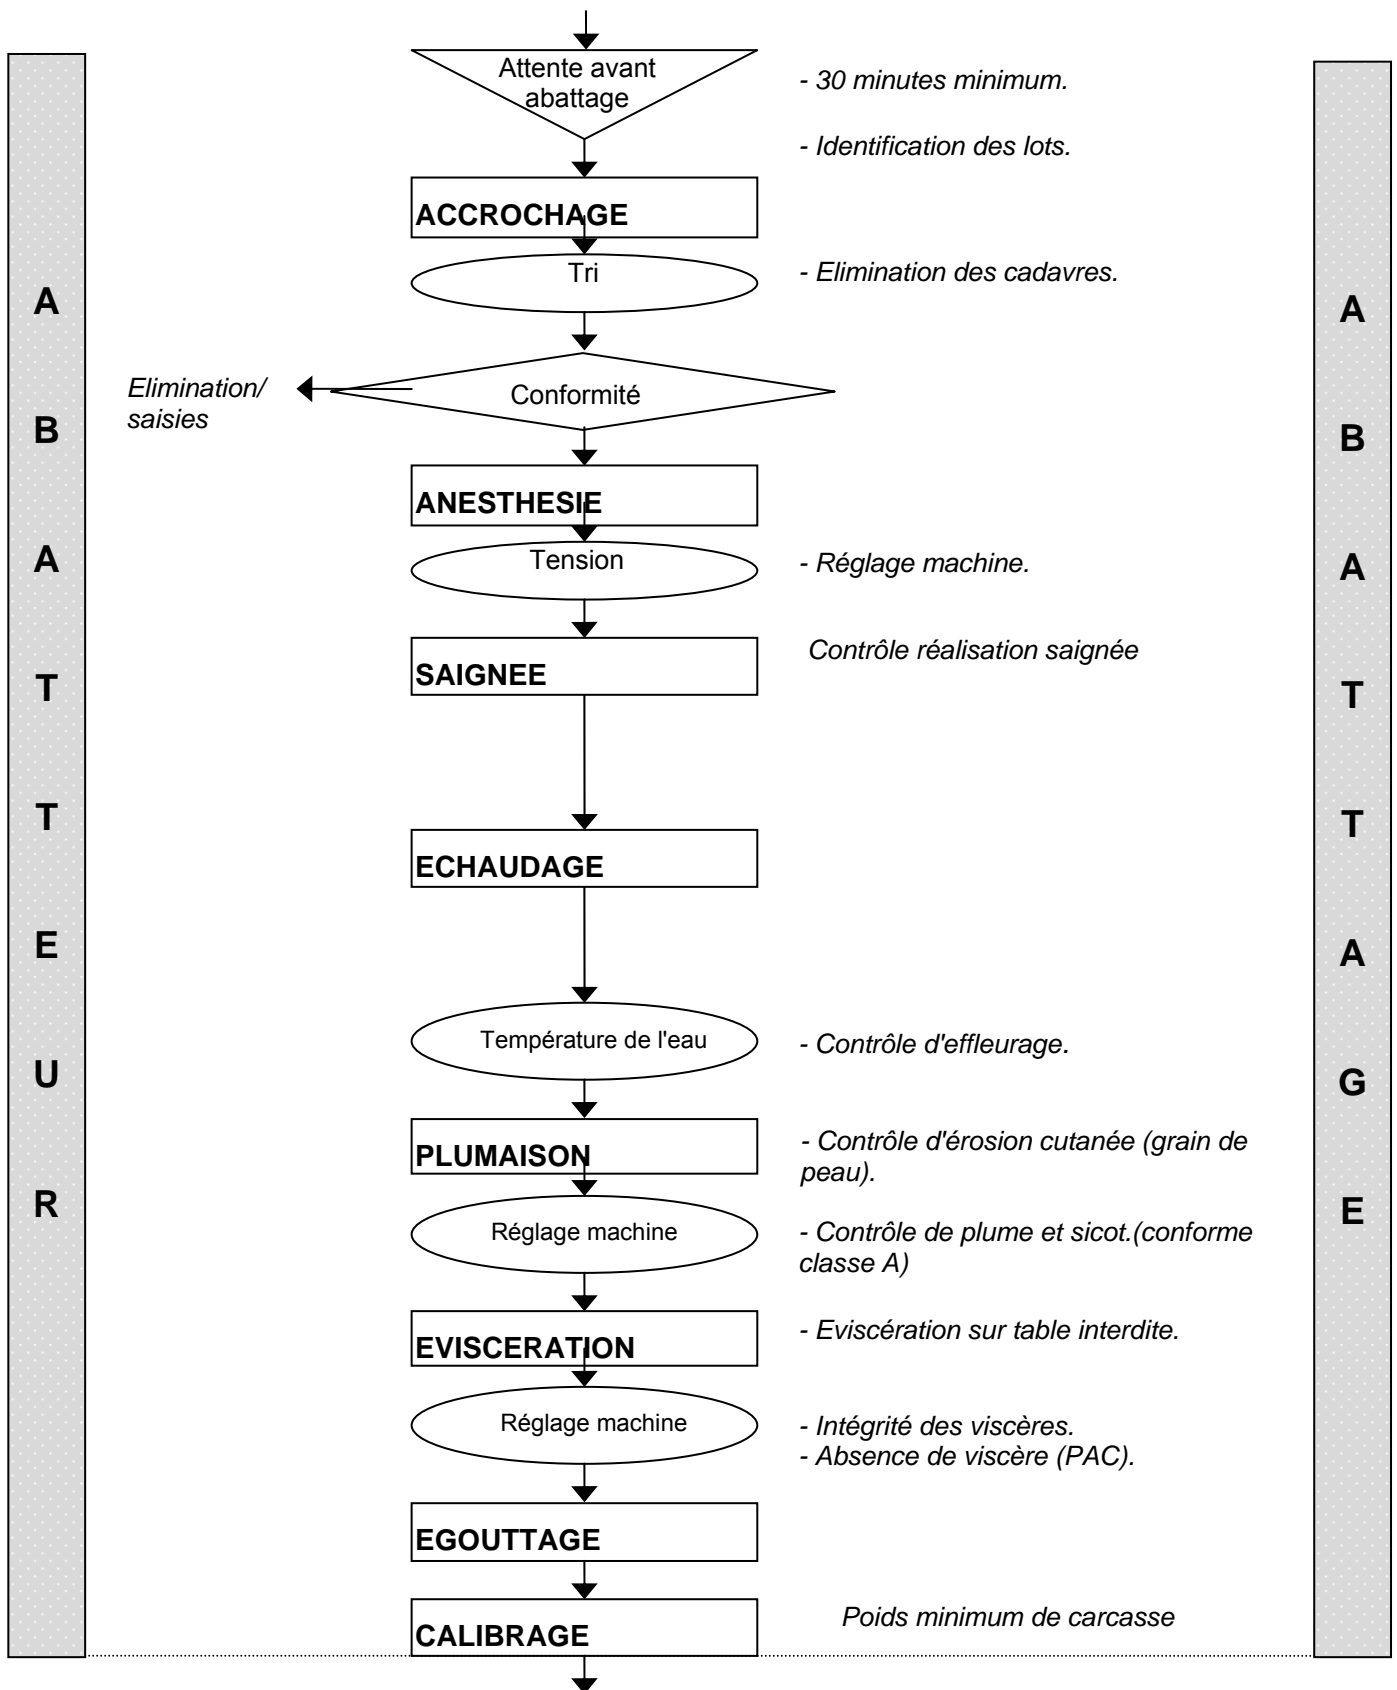 Attente avant
abattage
- 30 minutes minimum.
- Identification des lots.
ACCROCHAGE
Tri
- Elimination des cadavres.
Elimination/
saisies
Conformité
ANESTHESIE
Tension
- Réglage machine.
SAIGNEE
Contrôle réalisation saignée
ECHAUDAGE
Température de l'eau
- Contrôle d'effleurage.
PLUMAISON
- Contrôle d'érosion cutanée (grain de
peau).
Réglage machine
- Contrôle de plume et sicot.(conforme
classe A)
EVISCERATION
- Eviscération sur table interdite.
Réglage machine
- Intégrité des viscères.
- Absence de viscère (PAC).
EGOUTTAGE
CALIBRAGE
Poids minimum de carcasse
A
B
A
T
T
E
U
R
A
B
A
T
T
A
G
E